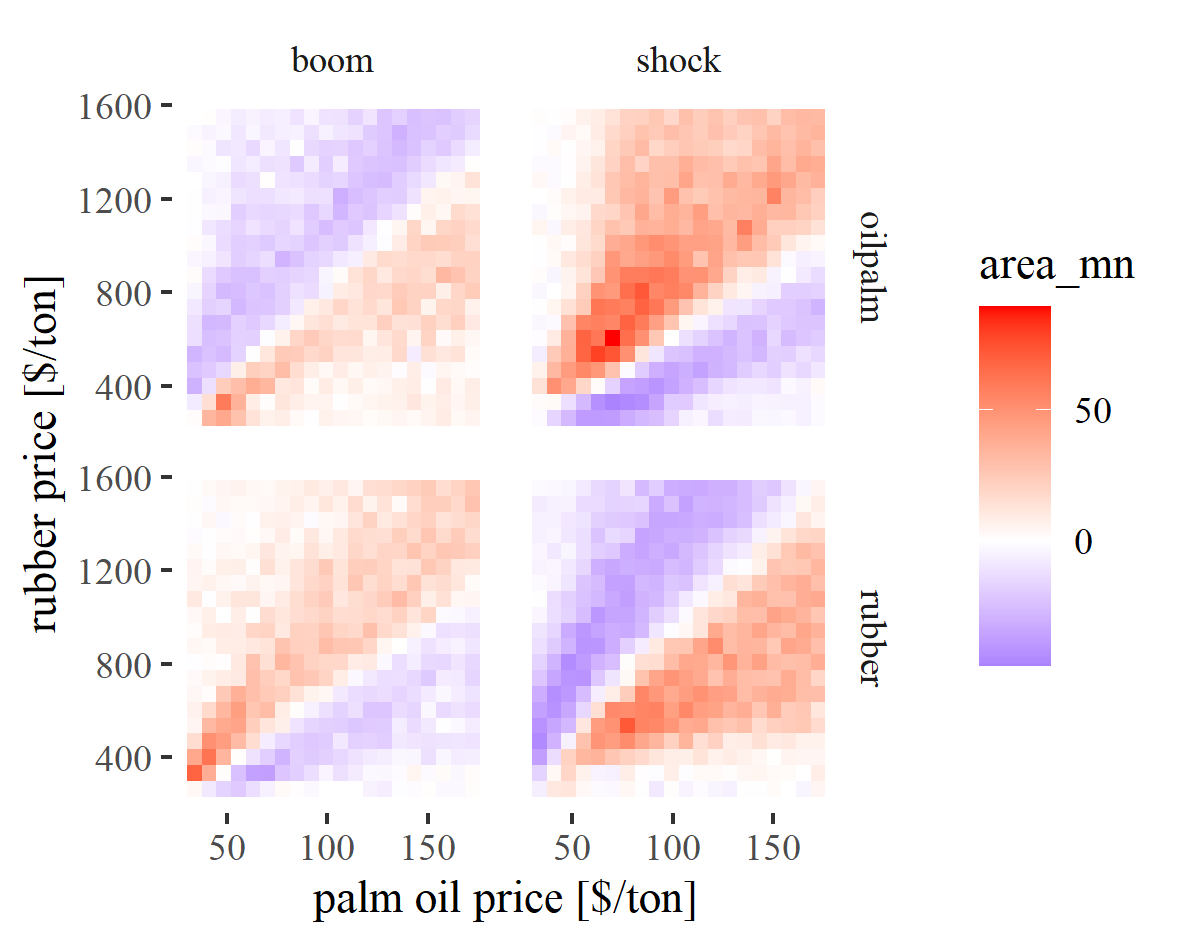 boom shock
1600
1200
800
400
oilpalm
1600
1200
800
400
rubber
50 100 150 50 100 150
palm oil price [$/ton]
rubber price [$/ton]
area_mn
50
0